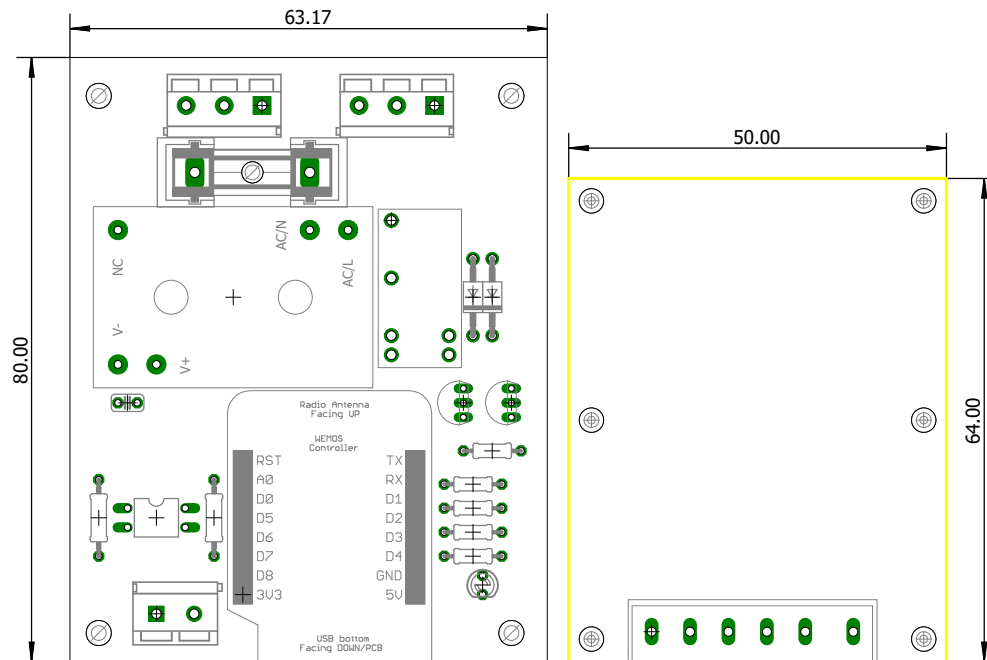 63.17
50.00
80.00
64.00
NC
AC/N
AC/L
V-
V+
Radio Antenna
Facing UP
WEMOS
Controller
RST
TX
A0
RX
D0
D1
D5
D2
D6
D3
D7
D4
D8
GND
3V3
5V
USB bottom
Facing DOWN/PCB